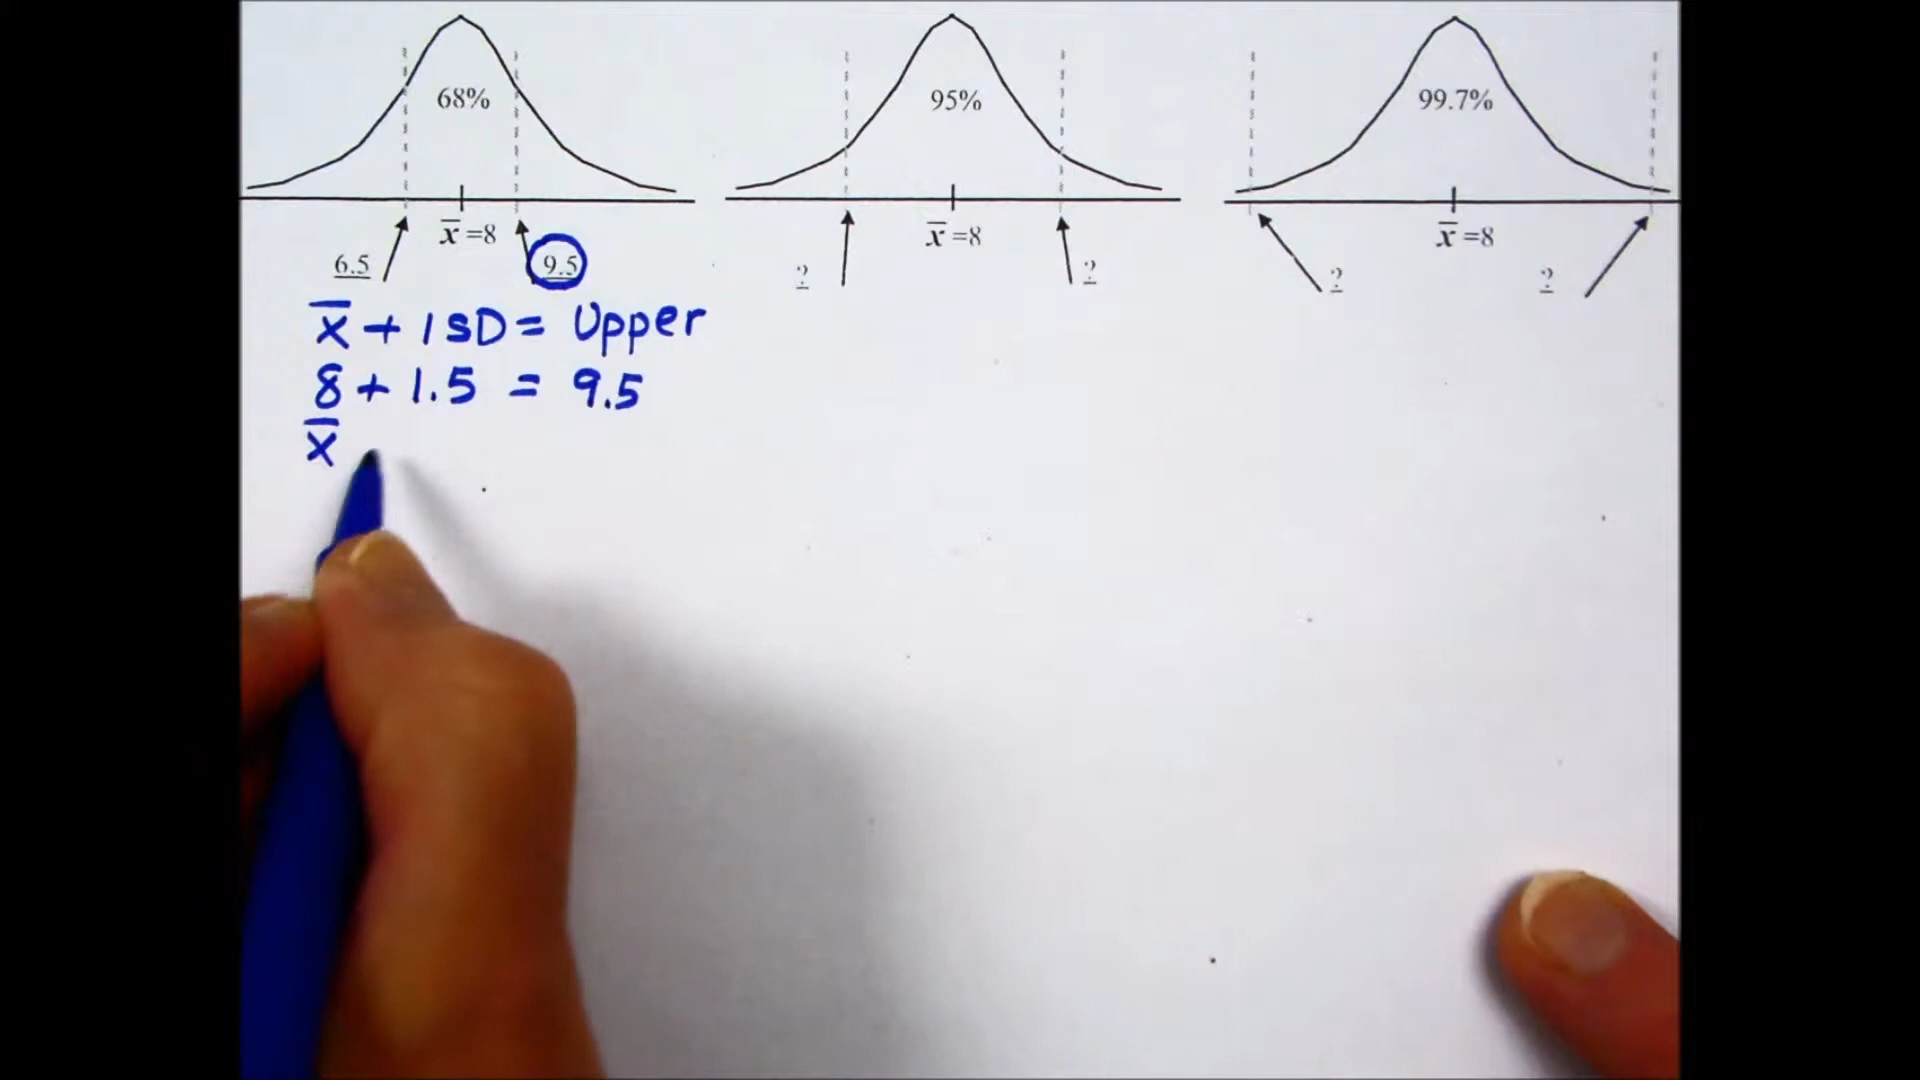 68% 95% 99.7%
x̄ =8 x̄ =8 x̄ =8
6.5 9.5 ? ? ? ?
x̄ + 1SD = Upper
8 + 1.5 = 9.5
x̄